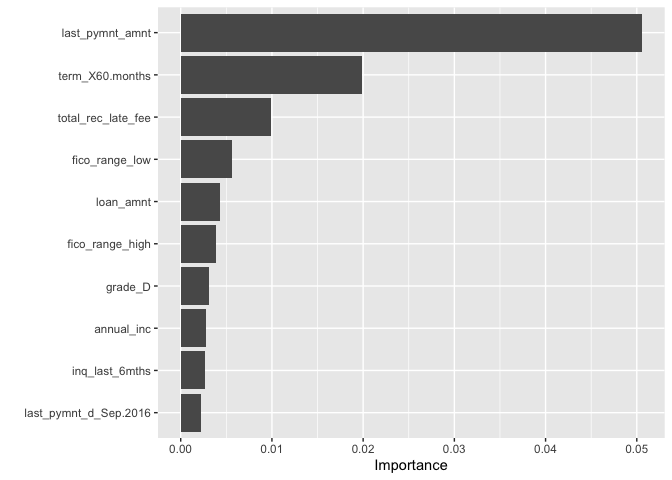 last_pymnt_amnt
term_X60.months
total_rec_late_fee
fico_range_low
loan_amnt
fico_range_high
grade_D
annual_inc
inq_last_6mths
last_pymnt_d_Sep.2016
0.00 0.01 0.02 0.03 0.04 0.05
Importance